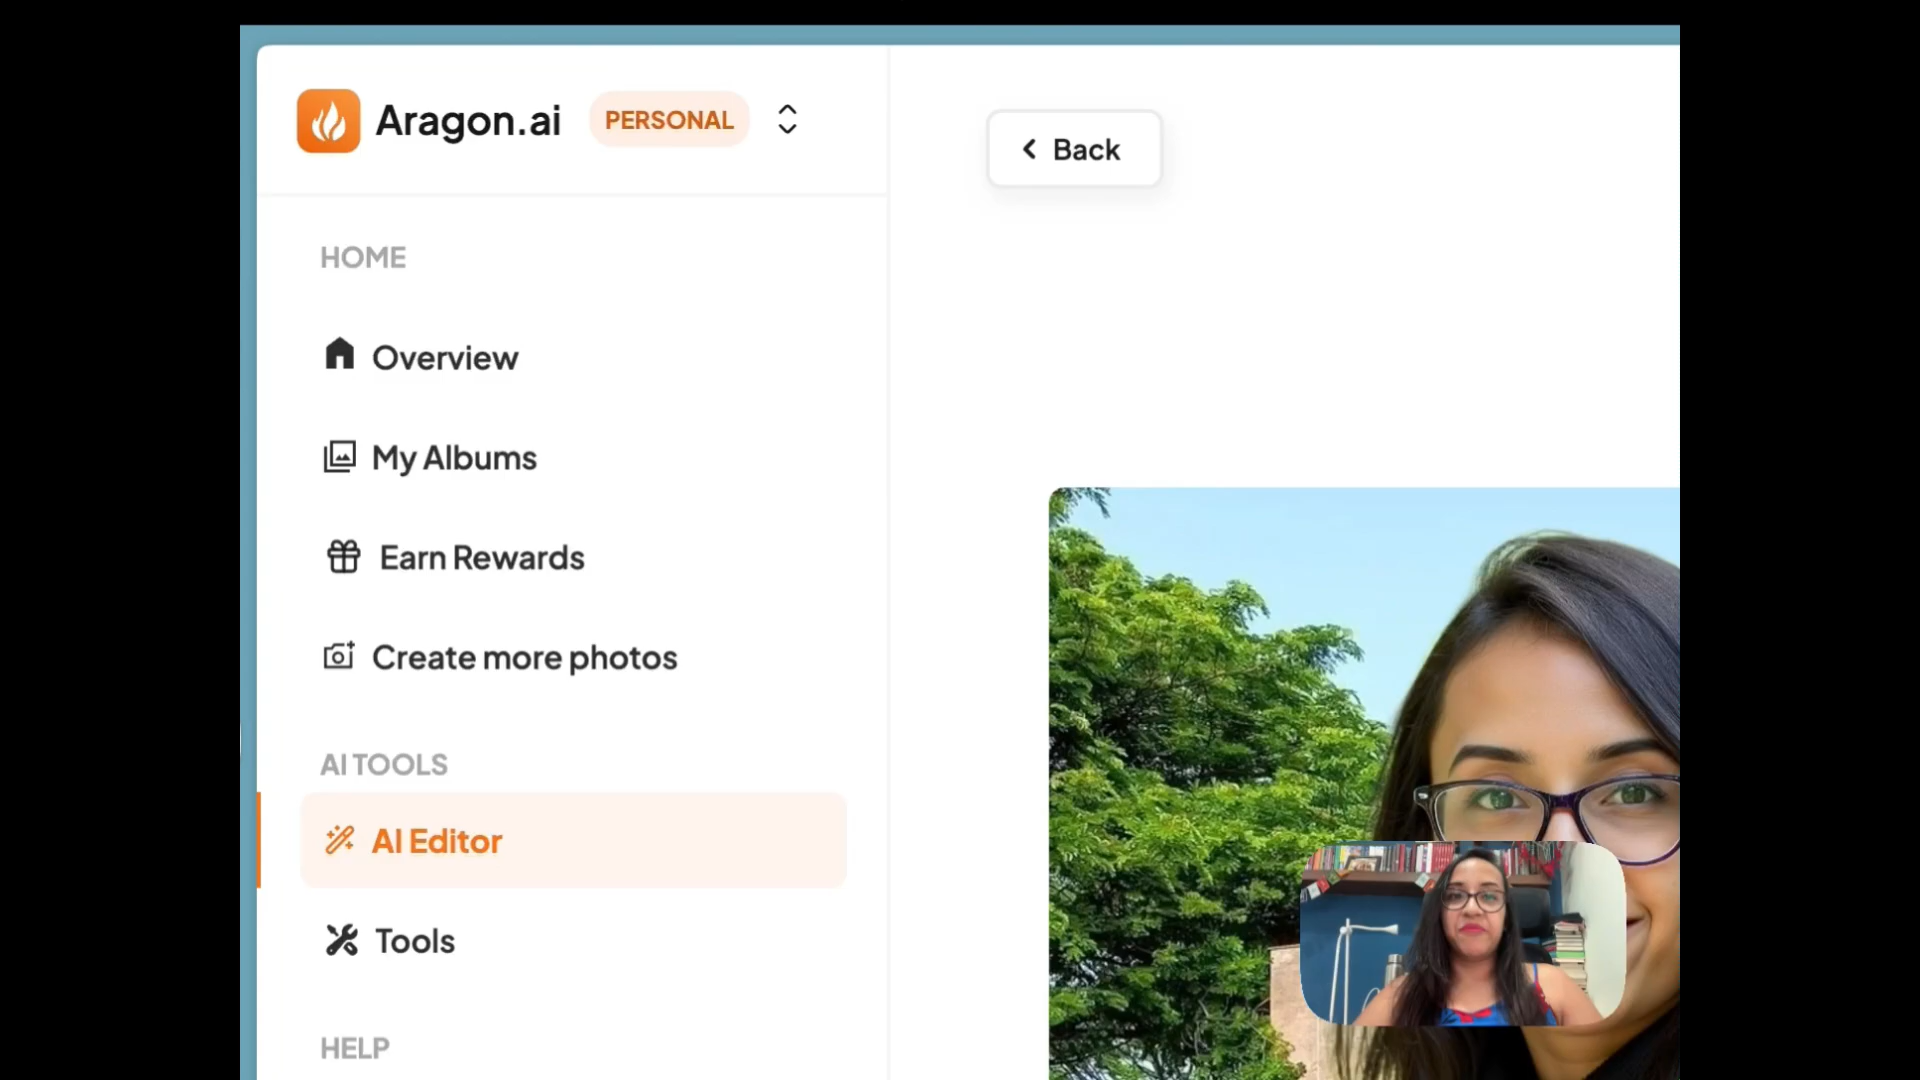 Aragon.ai PERSONAL
Back
HOME
Overview
My Albums
Earn Rewards
Create more photos
AI TOOLS
AI Editor
Tools
HELP